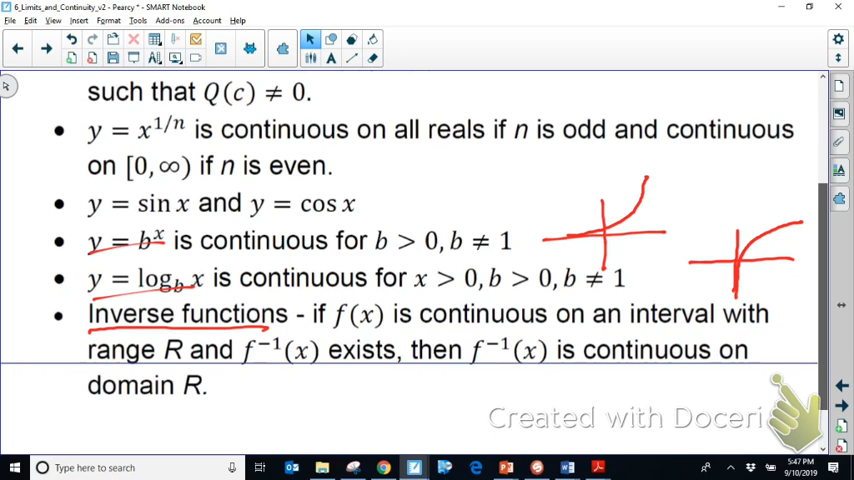 6_Limits_and_Continuity_v2 - Pearcy * - SMART Notebook
File Edit View Insert Format Tools Add-ons Account Help
such that Q(c) ≠ 0.
• y = x^{1/n} is continuous on all reals if n is odd and continuous
on [0, ∞) if n is even.
• y = sin x and y = cos x
• y = b^x is continuous for b > 0, b ≠ 1
• y = log_b x is continuous for x > 0, b > 0, b ≠ 1
• Inverse functions - if f(x) is continuous on an interval with
range R and f^{-1}(x) exists, then f^{-1}(x) is continuous on
domain R.
Created with Doceri
Type here to search
5:47 PM
9/10/2019